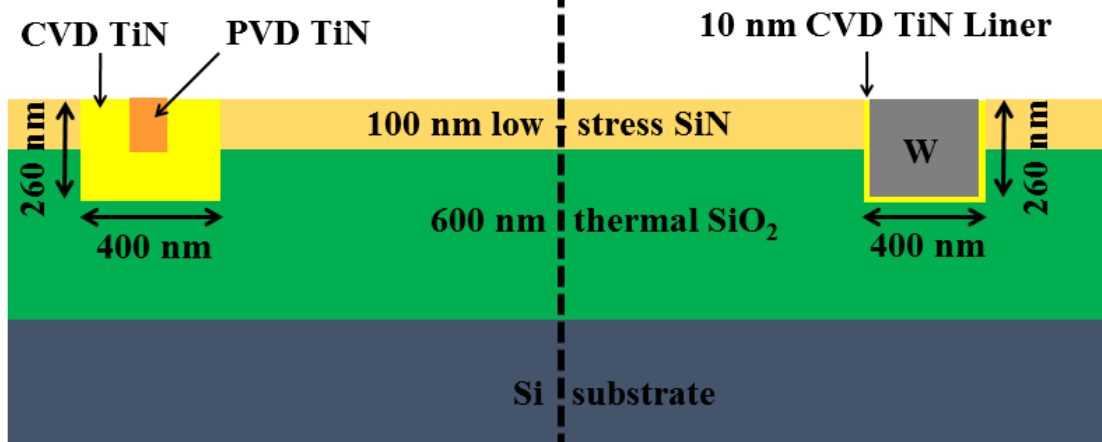 CVD TiN
PVD TiN
10 nm CVD TiN Liner
260 nm
100 nm low - stress SiN
W
260 nm
400 nm
600 nm thermal SiO₂
400 nm
Si substrate